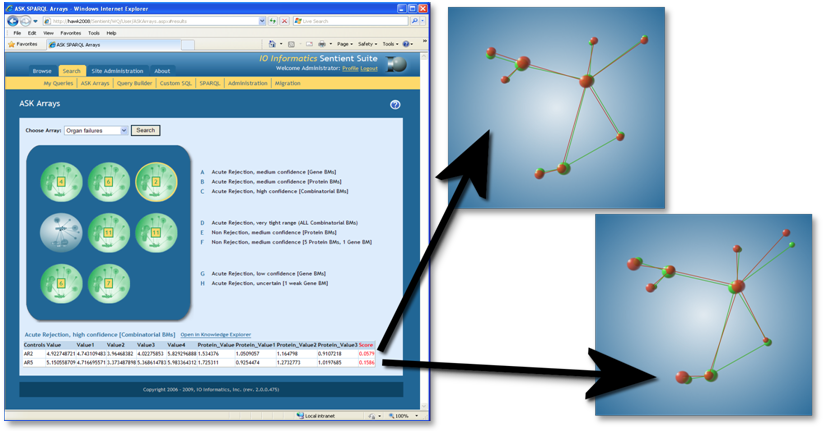 ASK SPARQL Arrays - Windows Internet Explorer
http://hawk2008/Sentient/WQ/User/ASKArrays.aspx#results
Live Search
File Edit View Favorites Tools Help
Favorites ASK SPARQL Arrays
Page Safety Tools
IO Informatics Sentient Suite
Welcome Administrator: Profile Logout
Browse Search Site Administration About
My Queries ASK Arrays Query Builder Custom SQL SPARQL Administration Migration
ASK Arrays
Choose Array: Organ failures Search
4 6 2
A Acute Rejection, medium confidence [Gene BMs]
B Acute Rejection, medium confidence [Protein BMs]
C Acute Rejection, high confidence [Combinatorial BMs]
11 11
D Acute Rejection, very tight range (ALL Combinatorial BMs)
E Non Rejection, medium confidence [Protein BMs]
F Non Rejection, medium confidence [5 Protein BMs, 1 Gene BM]
6 7
G Acute Rejection, low confidence [Gene BMs]
H Acute Rejection, uncertain [1 weak Gene BM]
Acute Rejection, high confidence [Combinatorial BMs] Open in Knowledge Explorer
Controls Value Value1 Value2 Value3 Value4 Protein_Value Protein_Value1 Protein_Value2 Protein_Value3 Score
AR2 4.922748721 4.743109483 3.96468382 4.02275853 5.829296888 1.534376 1.0509057 1.164798 0.9107218 0.0579
AR5 5.150558709 4.716695571 3.373487898 5.368614783 5.983364312 1.725311 0.9254474 1.2732773 1.0197685 0.1586
Copyright 2006 - 2009, IO Informatics, Inc. (rev: 2.0.0.475)
Local intranet 100%